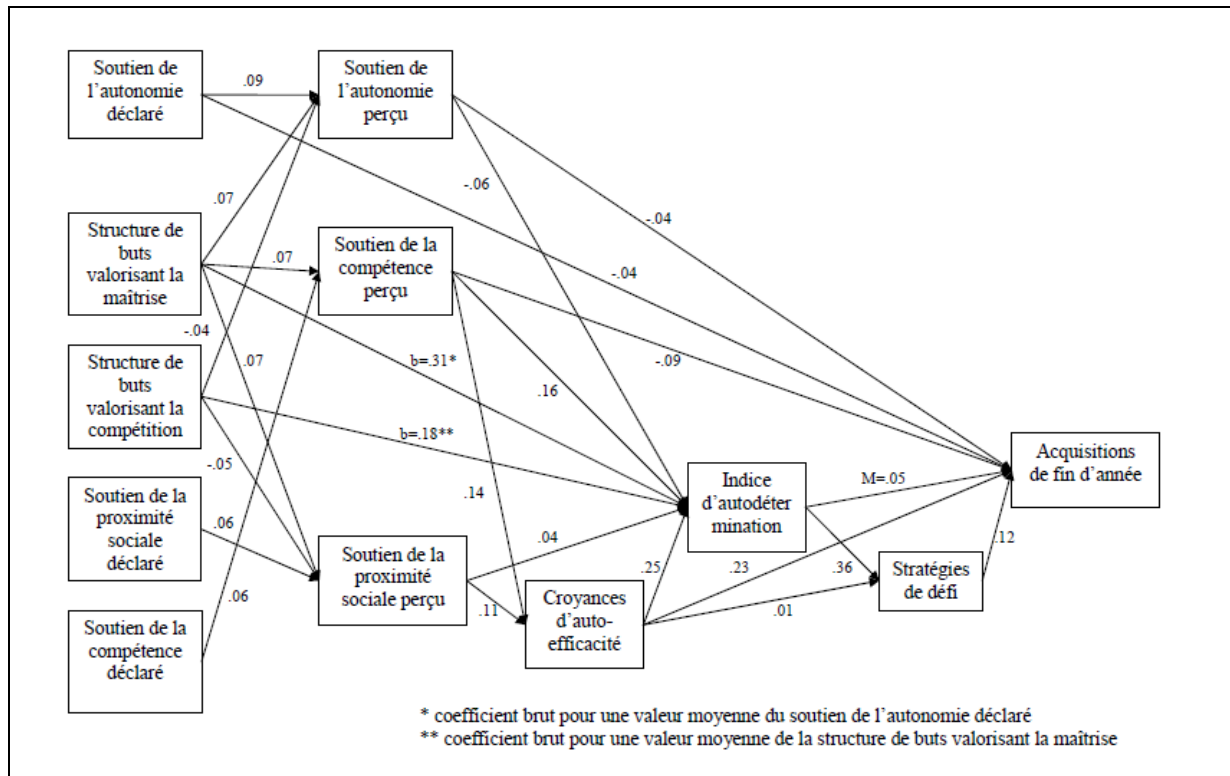 Soutien de
l'autonomie
déclaré
.09
Soutien de
l'autonomie
perçu
.07
-.06
-.04
Structure de
buts
valorisant la
maîtrise
.07
Soutien de la
compétence
perçu
-.04
-.04
.07
b=.31*
-.09
.16
Structure de
buts
valorisant la
compétition
b=.18**
-.05
.14
Acquisitions
de fin d'année
Indice
d'autodéter
mination
M=.05
Soutien de la
proximité
sociale
déclaré
.06
Soutien de la
proximité
sociale perçu
.04
.25
.23
.36
.12
Stratégies
de défi
.06
.11
Croyances
d'auto-
efficacité
.01
Soutien de la
compétence
déclaré
* coefficient brut pour une valeur moyenne du soutien de l'autonomie déclaré
** coefficient brut pour une valeur moyenne de la structure de buts valorisant la maîtrise